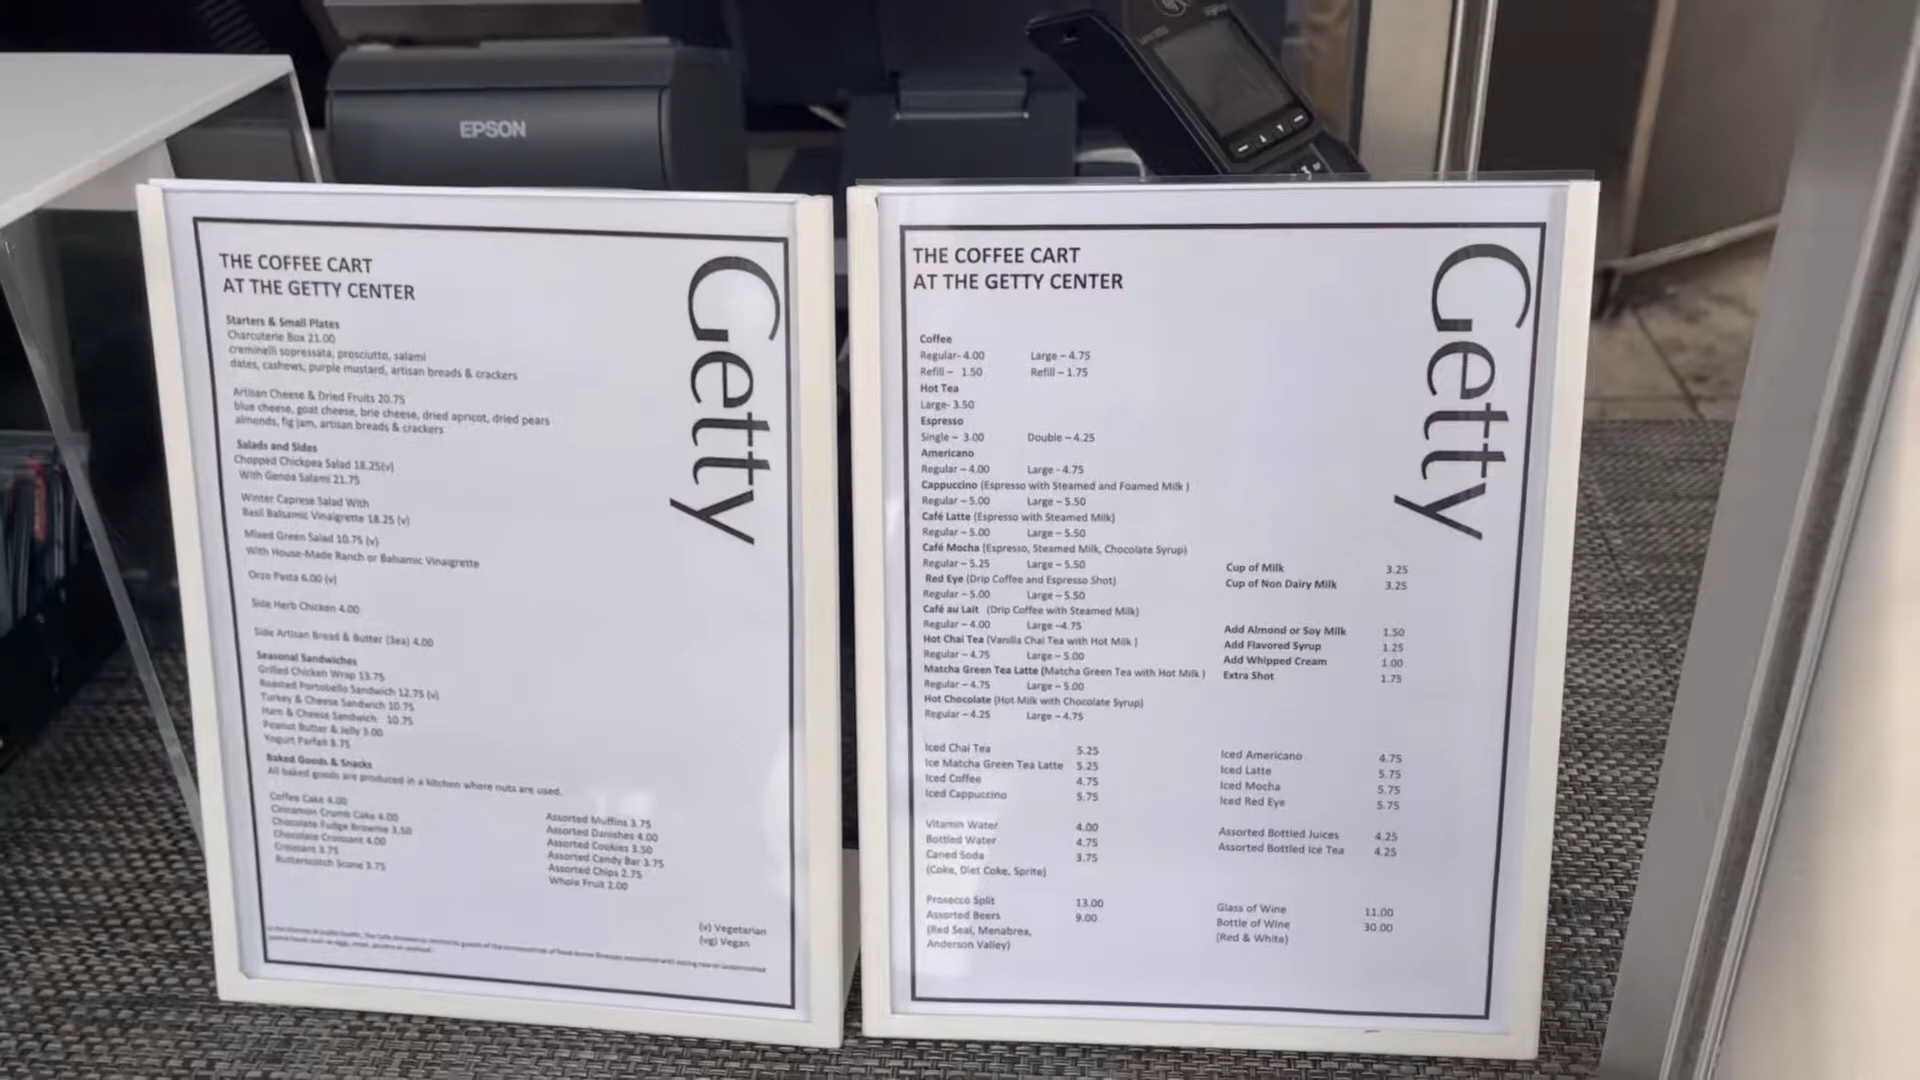 EPSON
THE COFFEE CART
AT THE GETTY CENTER
Getty
Starters & Small Plates
Charcuterie Box 21.00
creminelli sopressata, prosciutto, salami
dates, cashews, purple mustard, artisan breads & crackers
Artisan Cheese & Dried Fruits 20.75
blue cheese, goat cheese, brie cheese, dried apricot, dried pears
almonds, fig jam, artisan breads & crackers
Salads and Sides
Chopped Chickpea Salad 18.25(v)
With Genoa Salami 21.75
Winter Caprese Salad With
Basil Balsamic Vinaigrette 18.25 (v)
Mixed Green Salad 10.75 (v)
With House-Made Ranch or Balsamic Vinaigrette
Orzo Pasta 6.00 (v)
Side Herb Chicken 4.00
Side Artisan Bread & Butter (3ea) 4.00
Seasonal Sandwiches
Grilled Chicken Wrap 13.75
Roasted Portobello Sandwich 12.75 (v)
Turkey & Cheese Sandwich 10.75
Ham & Cheese Sandwich 10.75
Peanut Butter & Jelly 3.00
Yogurt Parfait 8.75
Baked Goods & Snacks
All baked goods are produced in a kitchen where nuts are used.
Coffee Cake 4.00
Cinnamon Crumb Cake 4.00
Chocolate Fudge Brownie 3.50
Chocolate Croissant 4.00
Croissant 3.75
Butterscotch Scone 3.75
Assorted Muffins 3.75
Assorted Danishes 4.00
Assorted Cookies 3.50
Assorted Candy Bar 3.75
Assorted Chips 2.75
Whole Fruit 2.00
(v) Vegetarian
(vg) Vegan
THE COFFEE CART
AT THE GETTY CENTER
Getty
Coffee
Regular- 4.00 Large – 4.75
Refill – 1.50 Refill – 1.75
Hot Tea
Large- 3.50
Espresso
Single – 3.00 Double – 4.25
Americano
Regular – 4.00 Large - 4.75
Cappuccino (Espresso with Steamed and Foamed Milk )
Regular – 5.00 Large – 5.50
Café Latte (Espresso with Steamed Milk)
Regular – 5.00 Large – 5.50
Café Mocha (Espresso, Steamed Milk, Chocolate Syrup)
Regular – 5.25 Large – 5.50
Red Eye (Drip Coffee and Espresso Shot)
Regular – 5.00 Large – 5.50
Café au Lait (Drip Coffee with Steamed Milk)
Regular – 4.00 Large –4.75
Hot Chai Tea (Vanilla Chai Tea with Hot Milk )
Regular – 4.75 Large – 5.00
Matcha Green Tea Latte (Matcha Green Tea with Hot Milk )
Regular – 4.75 Large – 5.00
Hot Chocolate (Hot Milk with Chocolate Syrup)
Regular – 4.25 Large – 4.75
Cup of Milk 3.25
Cup of Non Dairy Milk 3.25
Add Almond or Soy Milk 1.50
Add Flavored Syrup 1.25
Add Whipped Cream 1.00
Extra Shot 1.75
Iced Chai Tea 5.25
Ice Matcha Green Tea Latte 5.25
Iced Coffee 4.75
Iced Cappuccino 5.75
Iced Americano 4.75
Iced Latte 5.75
Iced Mocha 5.75
Iced Red Eye 5.75
Vitamin Water 4.00
Bottled Water 4.75
Caned Soda 3.75
(Coke, Diet Coke, Sprite)
Assorted Bottled Juices 4.25
Assorted Bottled Ice Tea 4.25
Prosecco Split 13.00
Assorted Beers 9.00
(Red Seal, Menabrea,
Anderson Valley)
Glass of Wine 11.00
Bottle of Wine 30.00
(Red & White)